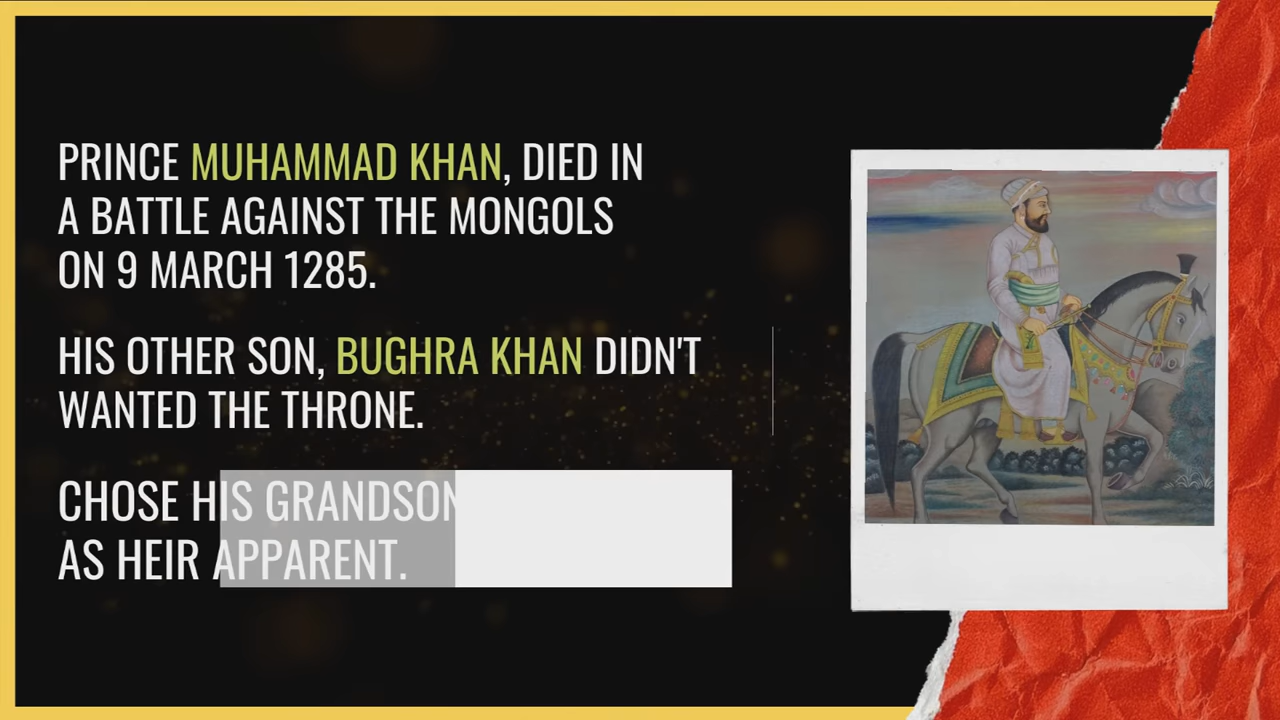 PRINCE MUHAMMAD KHAN, DIED IN
A BATTLE AGAINST THE MONGOLS
ON 9 MARCH 1285.
HIS OTHER SON, BUGHRA KHAN DIDN'T
WANTED THE THRONE.
CHOSE HIS GRANDSON
AS HEIR APPARENT.